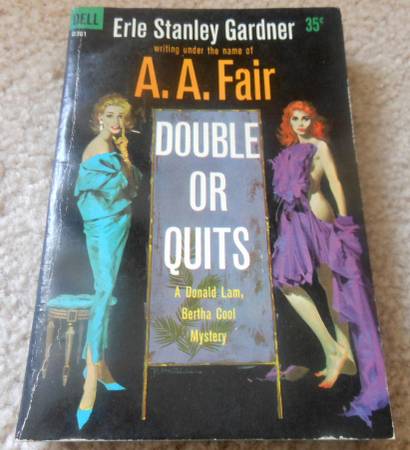 DELL
Erle Stanley Gardner 35¢
writing under the name of
A. A. Fair
DOUBLE
OR
QUITS
A Donald Lam,
Bertha Cool
Mystery